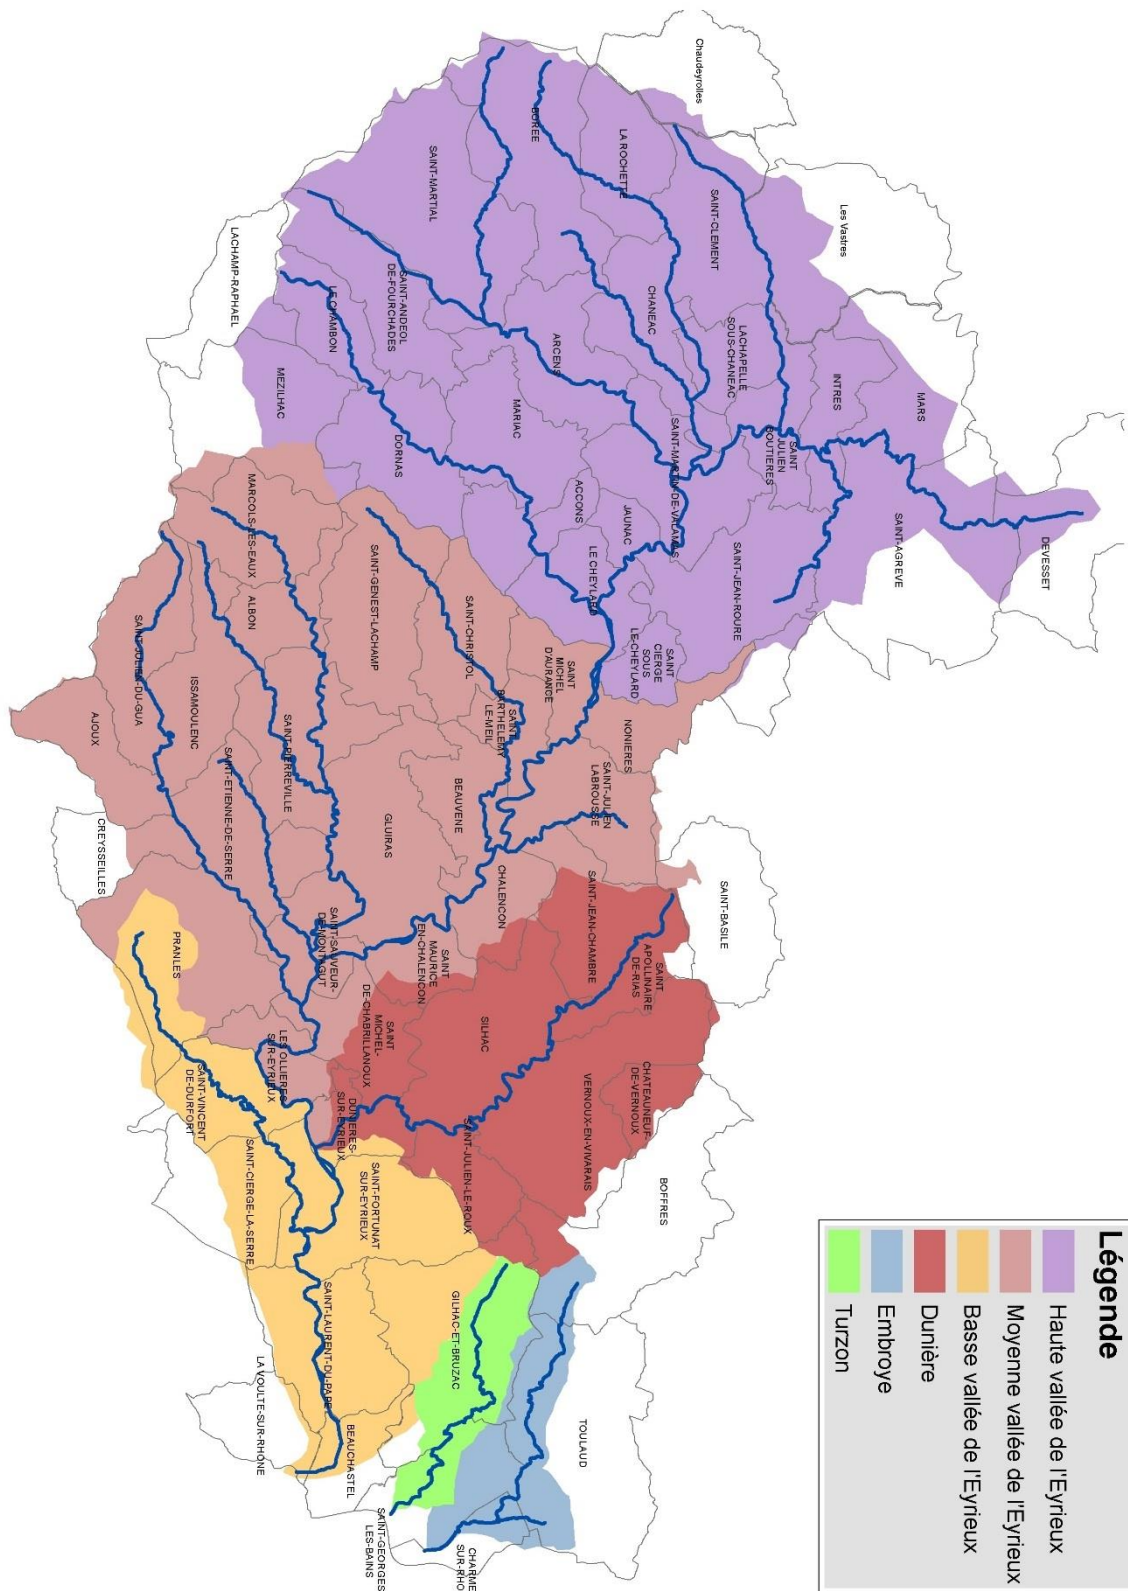 Légende
Haute vallée de l'Eyrieux
Moyenne vallée de l'Eyrieux
Basse vallée de l'Eyrieux
Dunière
Embroye
Turzon
DEVESSET
MARS
SAINT-AGREVE
Les Vastres
INTRES
SAINT
JULIEN
BOUTIERES
SAINT-JEAN-ROURE
Chaudeyrolles
SAINT-CLEMENT
LACHAPELLE
SOUS-CHANEAC
LA ROCHETTE
CHANEAC
SAINT-MARTIN-DE-VALAMAS
SAINT
CIERGE
SOUS
LE-CHEYLARD
JAUNAC
BOREE
ARCENS
ACCONS
LE CHEYLARD
NONIERES
SAINT-BASILE
SAINT-MARTIAL
MARIAC
SAINT
MICHEL
D'AURANCE
SAINT-JULIEN
LABROUSSE
SAINT
APOLLINAIRE
DE-RIAS
CHATEAUNEUF-
DE-VERNOUX
BOFFRES
SAINT-ANDEOL
DE-FOURCHADES
DORNAS
SAINT-CHRISTOL
SAINT
BARTHELEMY
LE-MEIL
SAINT-JEAN-CHAMBRE
VERNOUX-EN-VIVARAIS
TOULAUD
LE CHAMBON
BEAUVENE
CHALENCON
SILHAC
SAINT-JULIEN-LE-ROUX
MEZILHAC
SAINT-GENEST-LACHAMP
GLUIRAS
SAINT
MAURICE
EN-CHALENCON
GILHAC-ET-BRUZAC
CHARME
SUR-RHO
LACHAMP-RAPHAEL
MARCOLS-LES-EAUX
ALBON
SAINT-PIERREVILLE
SAINT-SAUVEUR-
DE-MONTAGUT
SAINT
MICHEL-
DE-CHABRILLANOUX
DUNIERES-
SUR-EYRIEUX
SAINT-FORTUNAT
SUR-EYRIEUX
SAINT-GEORGES
LES-BAINS
ISSAMOULENC
SAINT-ETIENNE-DE-SERRE
LES OLLIERES
SUR-EYRIEUX
BEAUCHASTEL
SAINT-JULIEN-DU-GUA
SAINT-LAURENT-DU-PAPE
AJOUX
PRANLES
SAINT-VINCENT
DE-DURFORT
SAINT-CIERGE-LA-SERRE
LA VOULTE-SUR-RHÔNE
CREYSSEILLES